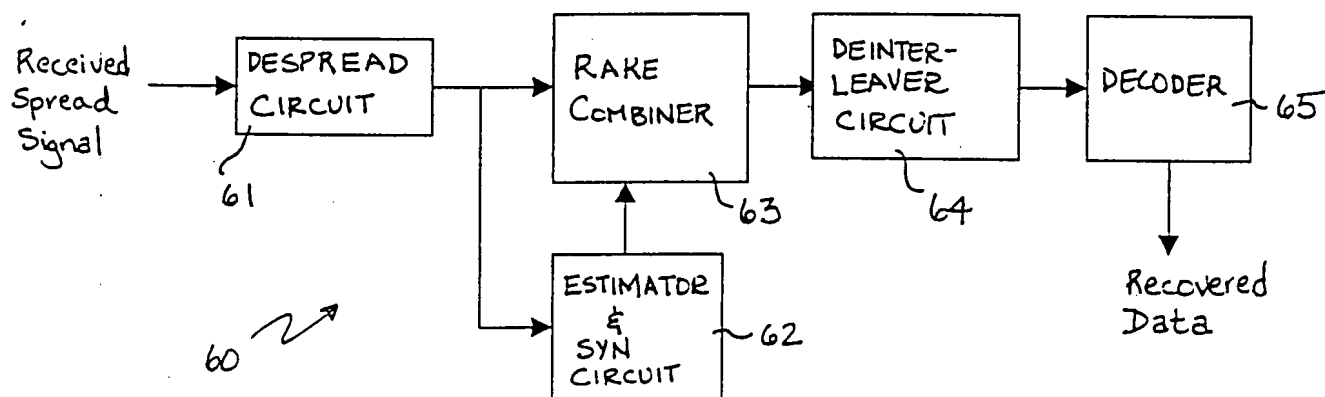 Received
Spread
Signal
DESPREAD
CIRCUIT
61
RAKE
COMBINER
63
DEINTER-
LEAVER
CIRCUIT
64
DECODER
65
ESTIMATOR
&
SYN
CIRCUIT
62
Recovered
Data
60